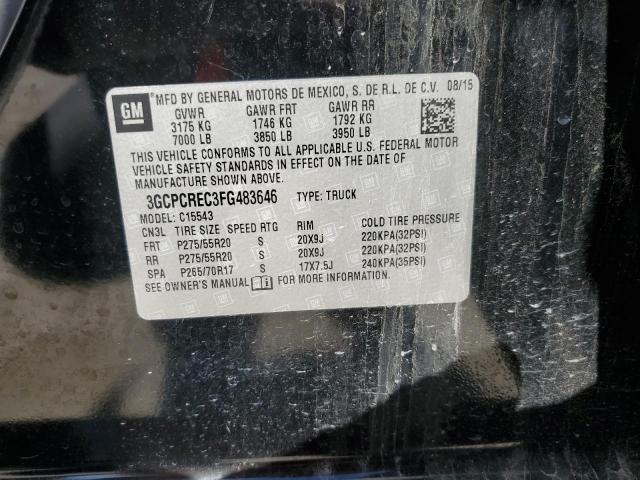 GM
MFD BY GENERAL MOTORS DE MEXICO, S. DE R.L. DE C.V. 08/15
GVWR GAWR FRT GAWR RR
3175 KG 1746 KG 1792 KG
7000 LB 3850 LB 3950 LB
THIS VEHICLE CONFORMS TO ALL APPLICABLE U.S. FEDERAL MOTOR
VEHICLE SAFETY STANDARDS IN EFFECT ON THE DATE OF
MANUFACTURE SHOWN ABOVE.
3GCPCREC3FG483646 TYPE: TRUCK
MODEL: C15543
CN3L TIRE SIZE SPEED RTG RIM COLD TIRE PRESSURE
FRT P275/55R20 S 20X9J 220KPA(32PSI)
RR P275/55R20 S 20X9J 220KPA(32PSI)
SPA P265/70R17 S 17X7.5J 240KPA(35PSI)
SEE OWNER'S MANUAL FOR MORE INFORMATION.